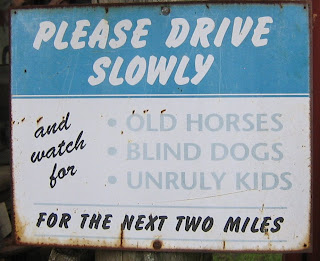 PLEASE DRIVE
SLOWLY
and
watch
for
• OLD HORSES
• BLIND DOGS
• UNRULY KIDS
FOR THE NEXT TWO MILES